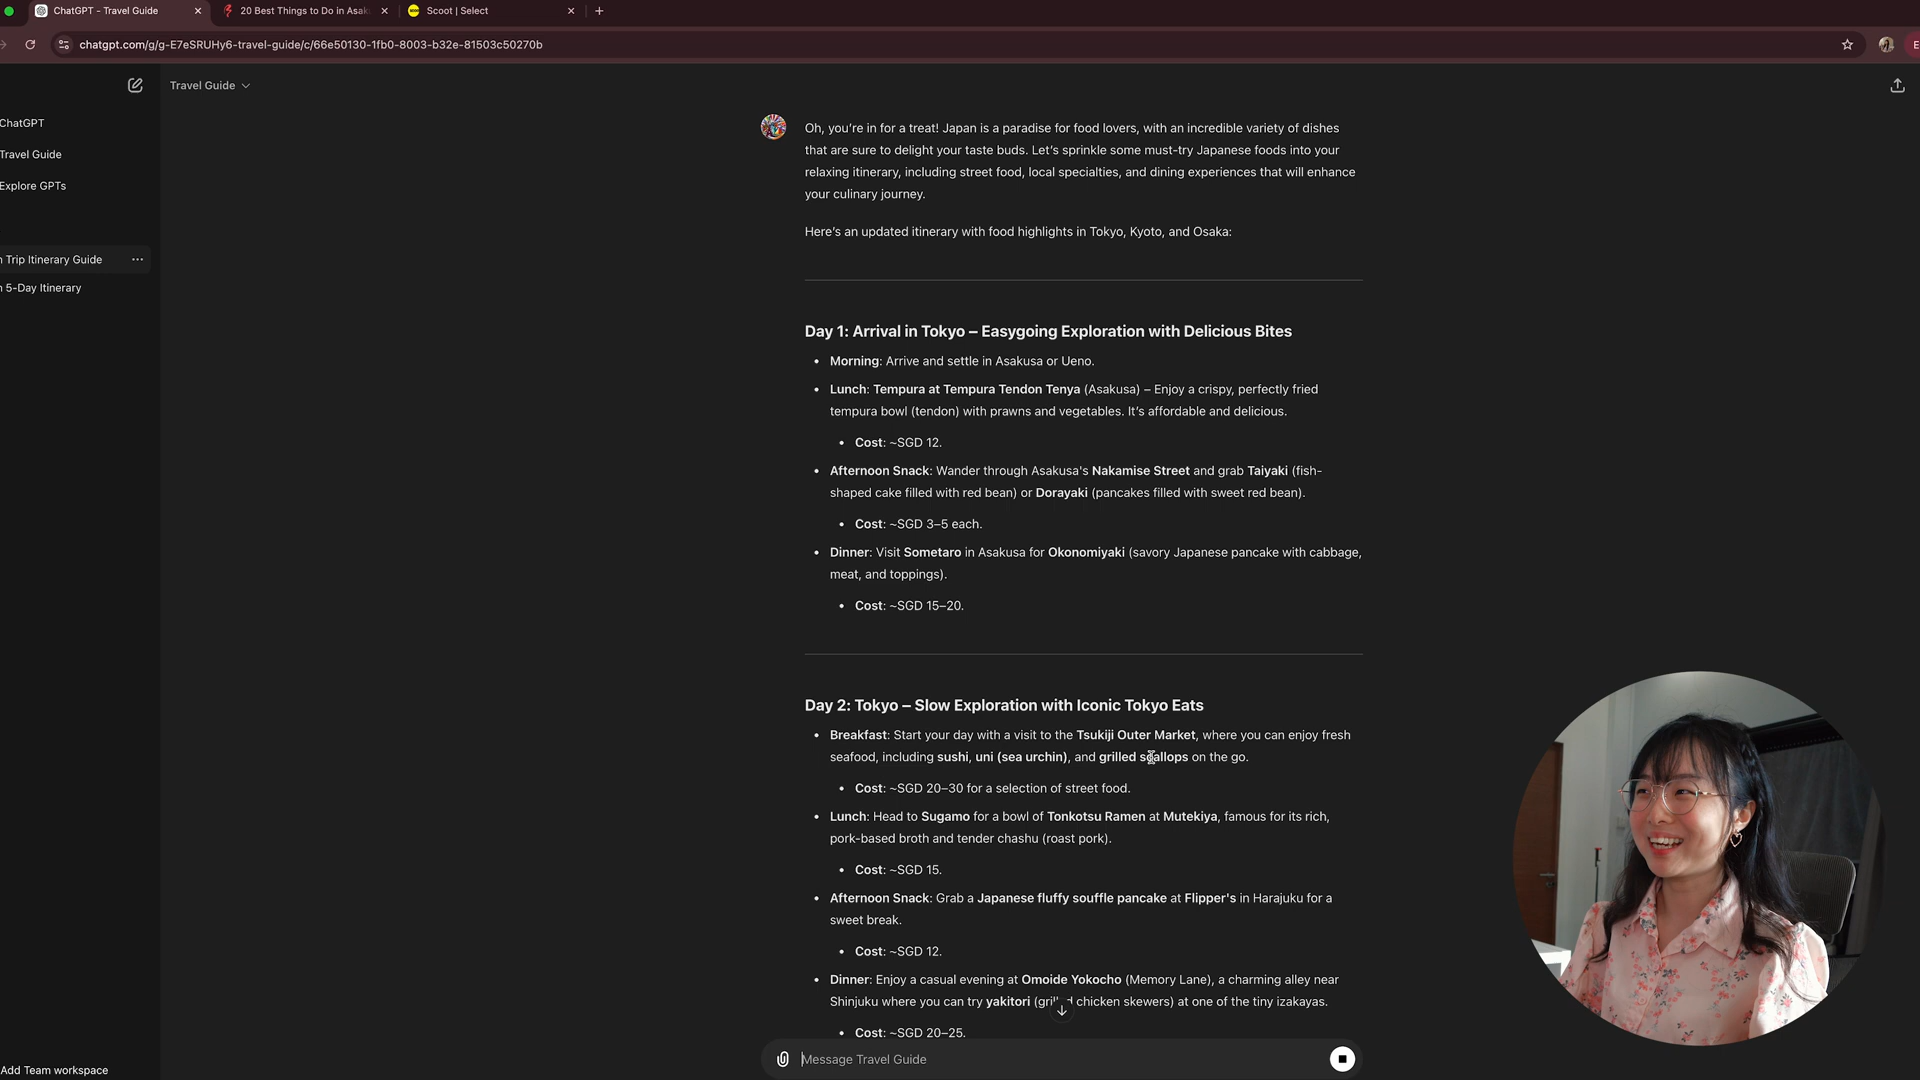 ChatGPT - Travel Guide
20 Best Things to Do in Asak
Scoot | Select
chatgpt.com/g/g-E7eSRUHy6-travel-guide/c/66e50130-1fb0-8003-b32e-81503c50270b
E
Travel Guide
ChatGPT
Travel Guide
Explore GPTs
n Trip Itinerary Guide
n 5-Day Itinerary
Add Team workspace
Oh, you're in for a treat! Japan is a paradise for food lovers, with an incredible variety of dishes
that are sure to delight your taste buds. Let's sprinkle some must-try Japanese foods into your
relaxing itinerary, including street food, local specialties, and dining experiences that will enhance
your culinary journey.
Here's an updated itinerary with food highlights in Tokyo, Kyoto, and Osaka:
Day 1: Arrival in Tokyo – Easygoing Exploration with Delicious Bites
• Morning: Arrive and settle in Asakusa or Ueno.
• Lunch: Tempura at Tempura Tendon Tenya (Asakusa) – Enjoy a crispy, perfectly fried
tempura bowl (tendon) with prawns and vegetables. It's affordable and delicious.
• Cost: ~SGD 12.
• Afternoon Snack: Wander through Asakusa's Nakamise Street and grab Taiyaki (fish-
shaped cake filled with red bean) or Dorayaki (pancakes filled with sweet red bean).
• Cost: ~SGD 3–5 each.
• Dinner: Visit Sometaro in Asakusa for Okonomiyaki (savory Japanese pancake with cabbage,
meat, and toppings).
• Cost: ~SGD 15–20.
Day 2: Tokyo – Slow Exploration with Iconic Tokyo Eats
• Breakfast: Start your day with a visit to the Tsukiji Outer Market, where you can enjoy fresh
seafood, including sushi, uni (sea urchin), and grilled scallops on the go.
• Cost: ~SGD 20–30 for a selection of street food.
• Lunch: Head to Sugamo for a bowl of Tonkotsu Ramen at Mutekiya, famous for its rich,
pork-based broth and tender chashu (roast pork).
• Cost: ~SGD 15.
• Afternoon Snack: Grab a Japanese fluffy souffle pancake at Flipper's in Harajuku for a
sweet break.
• Cost: ~SGD 12.
• Dinner: Enjoy a casual evening at Omoide Yokocho (Memory Lane), a charming alley near
Shinjuku where you can try yakitori (grilled chicken skewers) at one of the tiny izakayas.
• Cost: ~SGD 20–25.
Message Travel Guide